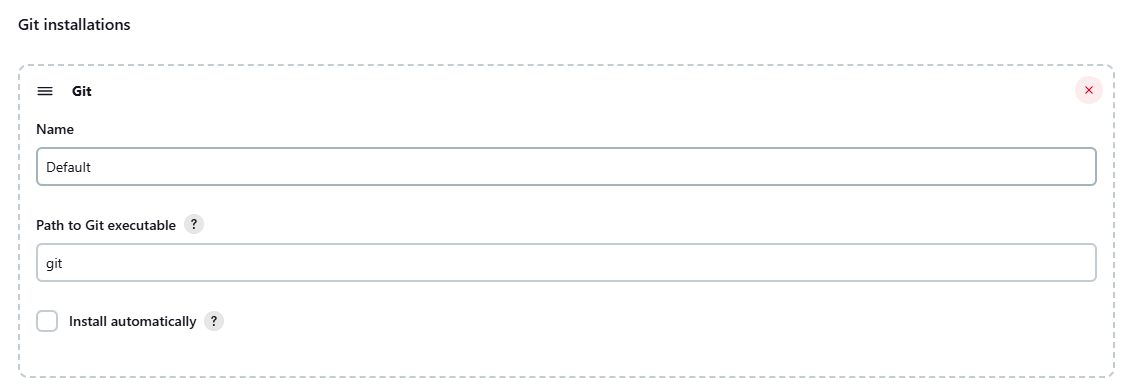 Git installations
Git
Name
Default
Path to Git executable ?
git
Install automatically ?